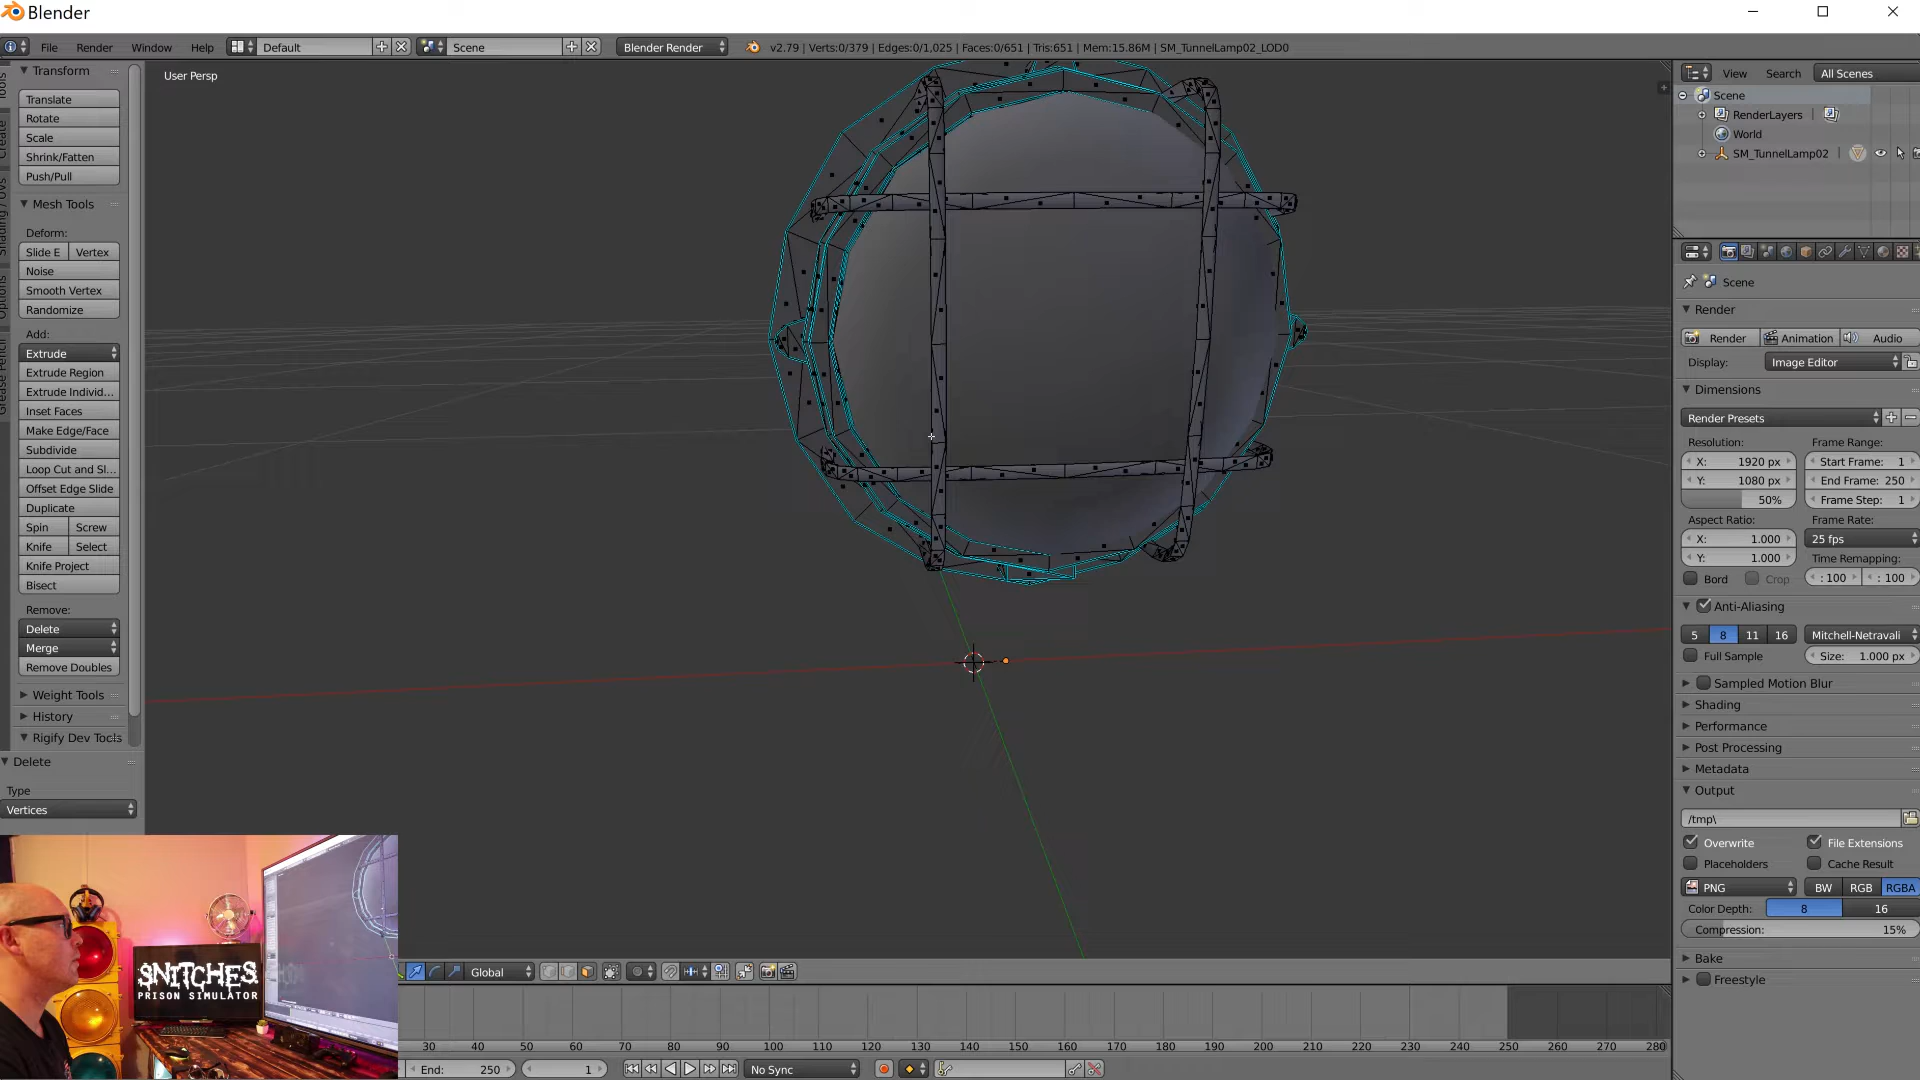 Blender
File Render Window Help Default Scene Blender Render v2.79 | Verts:0/379 | Edges:0/1,025 | Faces:0/651 | Tris:651 | Mem:15.86M | SM_TunnelLamp02_LOD0
Transform
Translate
Rotate
Scale
Shrink/Fatten
Push/Pull
Mesh Tools
Deform:
Slide E Vertex
Noise
Smooth Vertex
Randomize
Add:
Extrude
Extrude Region
Extrude Individ...
Inset Faces
Make Edge/Face
Subdivide
Loop Cut and Sl...
Offset Edge Slide
Duplicate
Spin Screw
Knife Select
Knife Project
Bisect
Remove:
Delete
Merge
Remove Doubles
Weight Tools
History
Rigify Dev Tools
Delete
Type
Vertices
Tools
Create
Shading / UVs
Options
Grease Pencil
User Persp
View Search All Scenes
Scene
RenderLayers
World
SM_TunnelLamp02
Scene
Render
Render Animation Audio
Display: Image Editor
Dimensions
Render Presets
Resolution: Frame Range:
X: 1920 px Start Frame: 1
Y: 1080 px End Frame: 250
50% Frame Step: 1
Aspect Ratio: Frame Rate:
X: 1.000 25 fps
Y: 1.000 Time Remapping:
Bord Crop : 100 : 100
Anti-Aliasing
5 8 11 16 Mitchell-Netravali
Full Sample Size: 1.000 px
Sampled Motion Blur
Shading
Performance
Post Processing
Metadata
Output
/tmp\
Overwrite File Extensions
Placeholders Cache Result
PNG BW RGB RGBA
Color Depth: 8 16
Compression: 15%
Bake
Freestyle
Global
SNITCHES
PRISON SIMULATOR
30 40 50 60 70 80 90 100 110 120 130 140 150 160 170 180 190 200 210 220 230 240 250 260 270 280
End: 250 1 No Sync